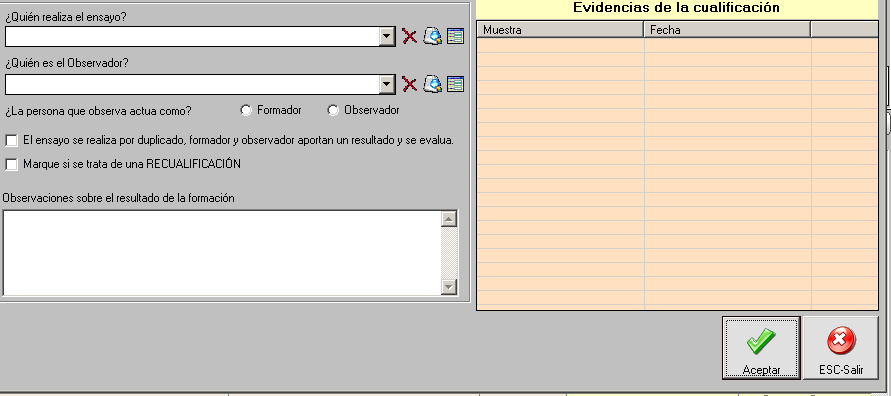 ¿Quién realiza el ensayo?
¿Quién es el Observador?
¿La persona que observa actua como? Formador Observador
El ensayo se realiza por duplicado, formador y observador aportan un resultado y se evalua.
Marque si se trata de una RECUALIFICACIÓN
Observaciones sobre el resultado de la formación
Evidencias de la cualificación
Muestra Fecha
Aceptar ESC-Salir